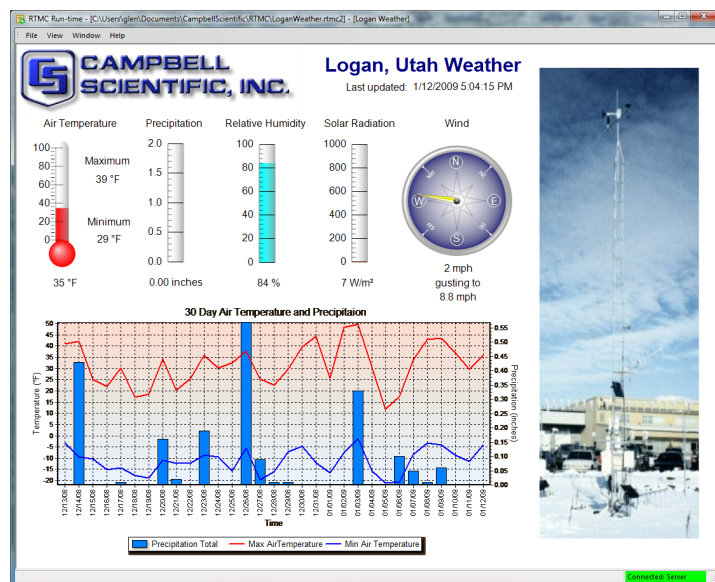 RTMC Run-time - [C:\Users\glen\Documents\CampbellScientific\RTMC\LoganWeather.rtmc2] - [Logan Weather]
File View Window Help
CAMPBELL
SCIENTIFIC, INC.
Logan, Utah Weather
Last updated: 1/12/2009 5:04:15 PM
Air Temperature Precipitation Relative Humidity Solar Radiation Wind
100 2.0 100 1000
80 1.5 80 800
60 1.0 60 600
40 0.5 40 400
20 0.0 20 200
0 0 0
Maximum
39 °F
Minimum
29 °F
N
NE
E
SE
S
SW
W
NW
35 °F 0.00 inches 84 % 7 W/m² 2 mph
gusting to
8.8 mph
30 Day Air Temperature and Precipitaion
Temperature (°F)
50
45
40
35
30
25
20
15
10
5
0
-5
-10
-15
-20
Precipitation (inches)
0.55
0.50
0.45
0.40
0.35
0.30
0.25
0.20
0.15
0.10
0.05
0.00
12/13/08 12/14/08 12/15/08 12/16/08 12/17/08 12/18/08 12/19/08 12/20/08 12/21/08 12/22/08 12/23/08 12/24/08 12/25/08 12/26/08 12/27/08 12/28/08 12/29/08 12/30/08 12/31/08 01/01/09 01/02/09 01/03/09 01/04/09 01/05/09 01/06/09 01/07/09 01/08/09 01/09/09 01/10/09 01/11/09 01/12/09
Time
Precipitation Total Max AirTemperature Min Air Temperature
Connected: Server